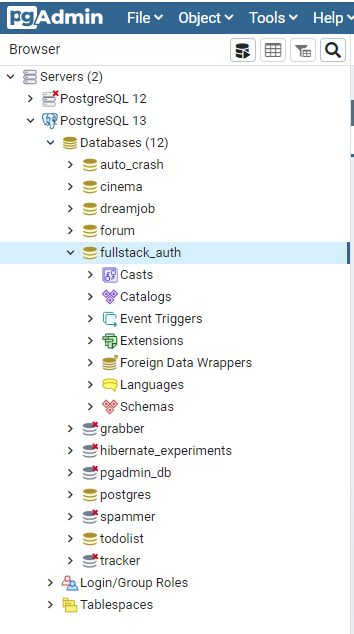 pgAdmin File Object Tools Help
Browser
Servers (2)
PostgreSQL 12
PostgreSQL 13
Databases (12)
auto_crash
cinema
dreamjob
forum
fullstack_auth
Casts
Catalogs
Event Triggers
Extensions
Foreign Data Wrappers
Languages
Schemas
grabber
hibernate_experiments
pgadmin_db
postgres
spammer
todolist
tracker
Login/Group Roles
Tablespaces